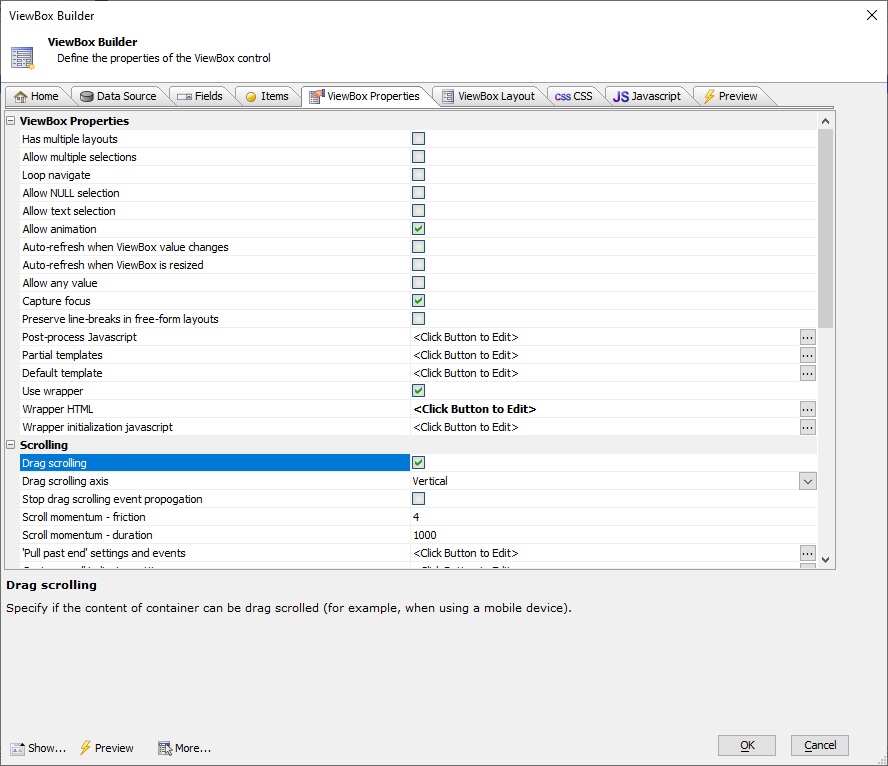 ViewBox Builder
ViewBox Builder
Define the properties of the ViewBox control
Home Data Source Fields Items ViewBox Properties ViewBox Layout CSS CSS JS Javascript Preview
ViewBox Properties
Has multiple layouts
Allow multiple selections
Loop navigate
Allow NULL selection
Allow text selection
Allow animation
Auto-refresh when ViewBox value changes
Auto-refresh when ViewBox is resized
Allow any value
Capture focus
Preserve line-breaks in free-form layouts
Post-process Javascript <Click Button to Edit> ...
Partial templates <Click Button to Edit> ...
Default template <Click Button to Edit> ...
Use wrapper
Wrapper HTML <Click Button to Edit> ...
Wrapper initialization javascript <Click Button to Edit> ...
Scrolling
Drag scrolling
Drag scrolling axis Vertical
Stop drag scrolling event propogation
Scroll momentum - friction 4
Scroll momentum - duration 1000
'Pull past end' settings and events <Click Button to Edit> ...
Drag scrolling
Specify if the content of container can be drag scrolled (for example, when using a mobile device).
Show... Preview More... OK Cancel